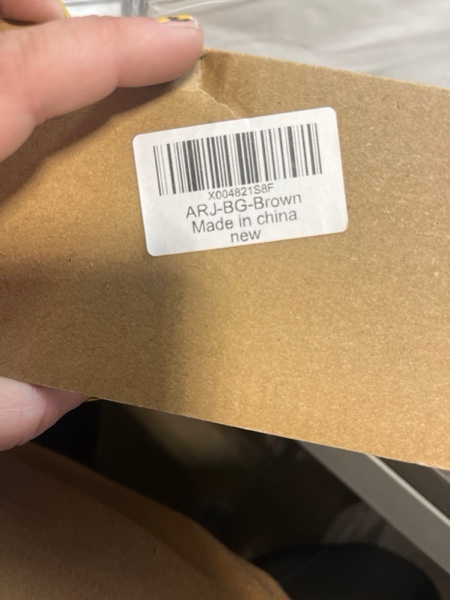 X004821S8F
ARJ-BG-Brown
Made in china
new